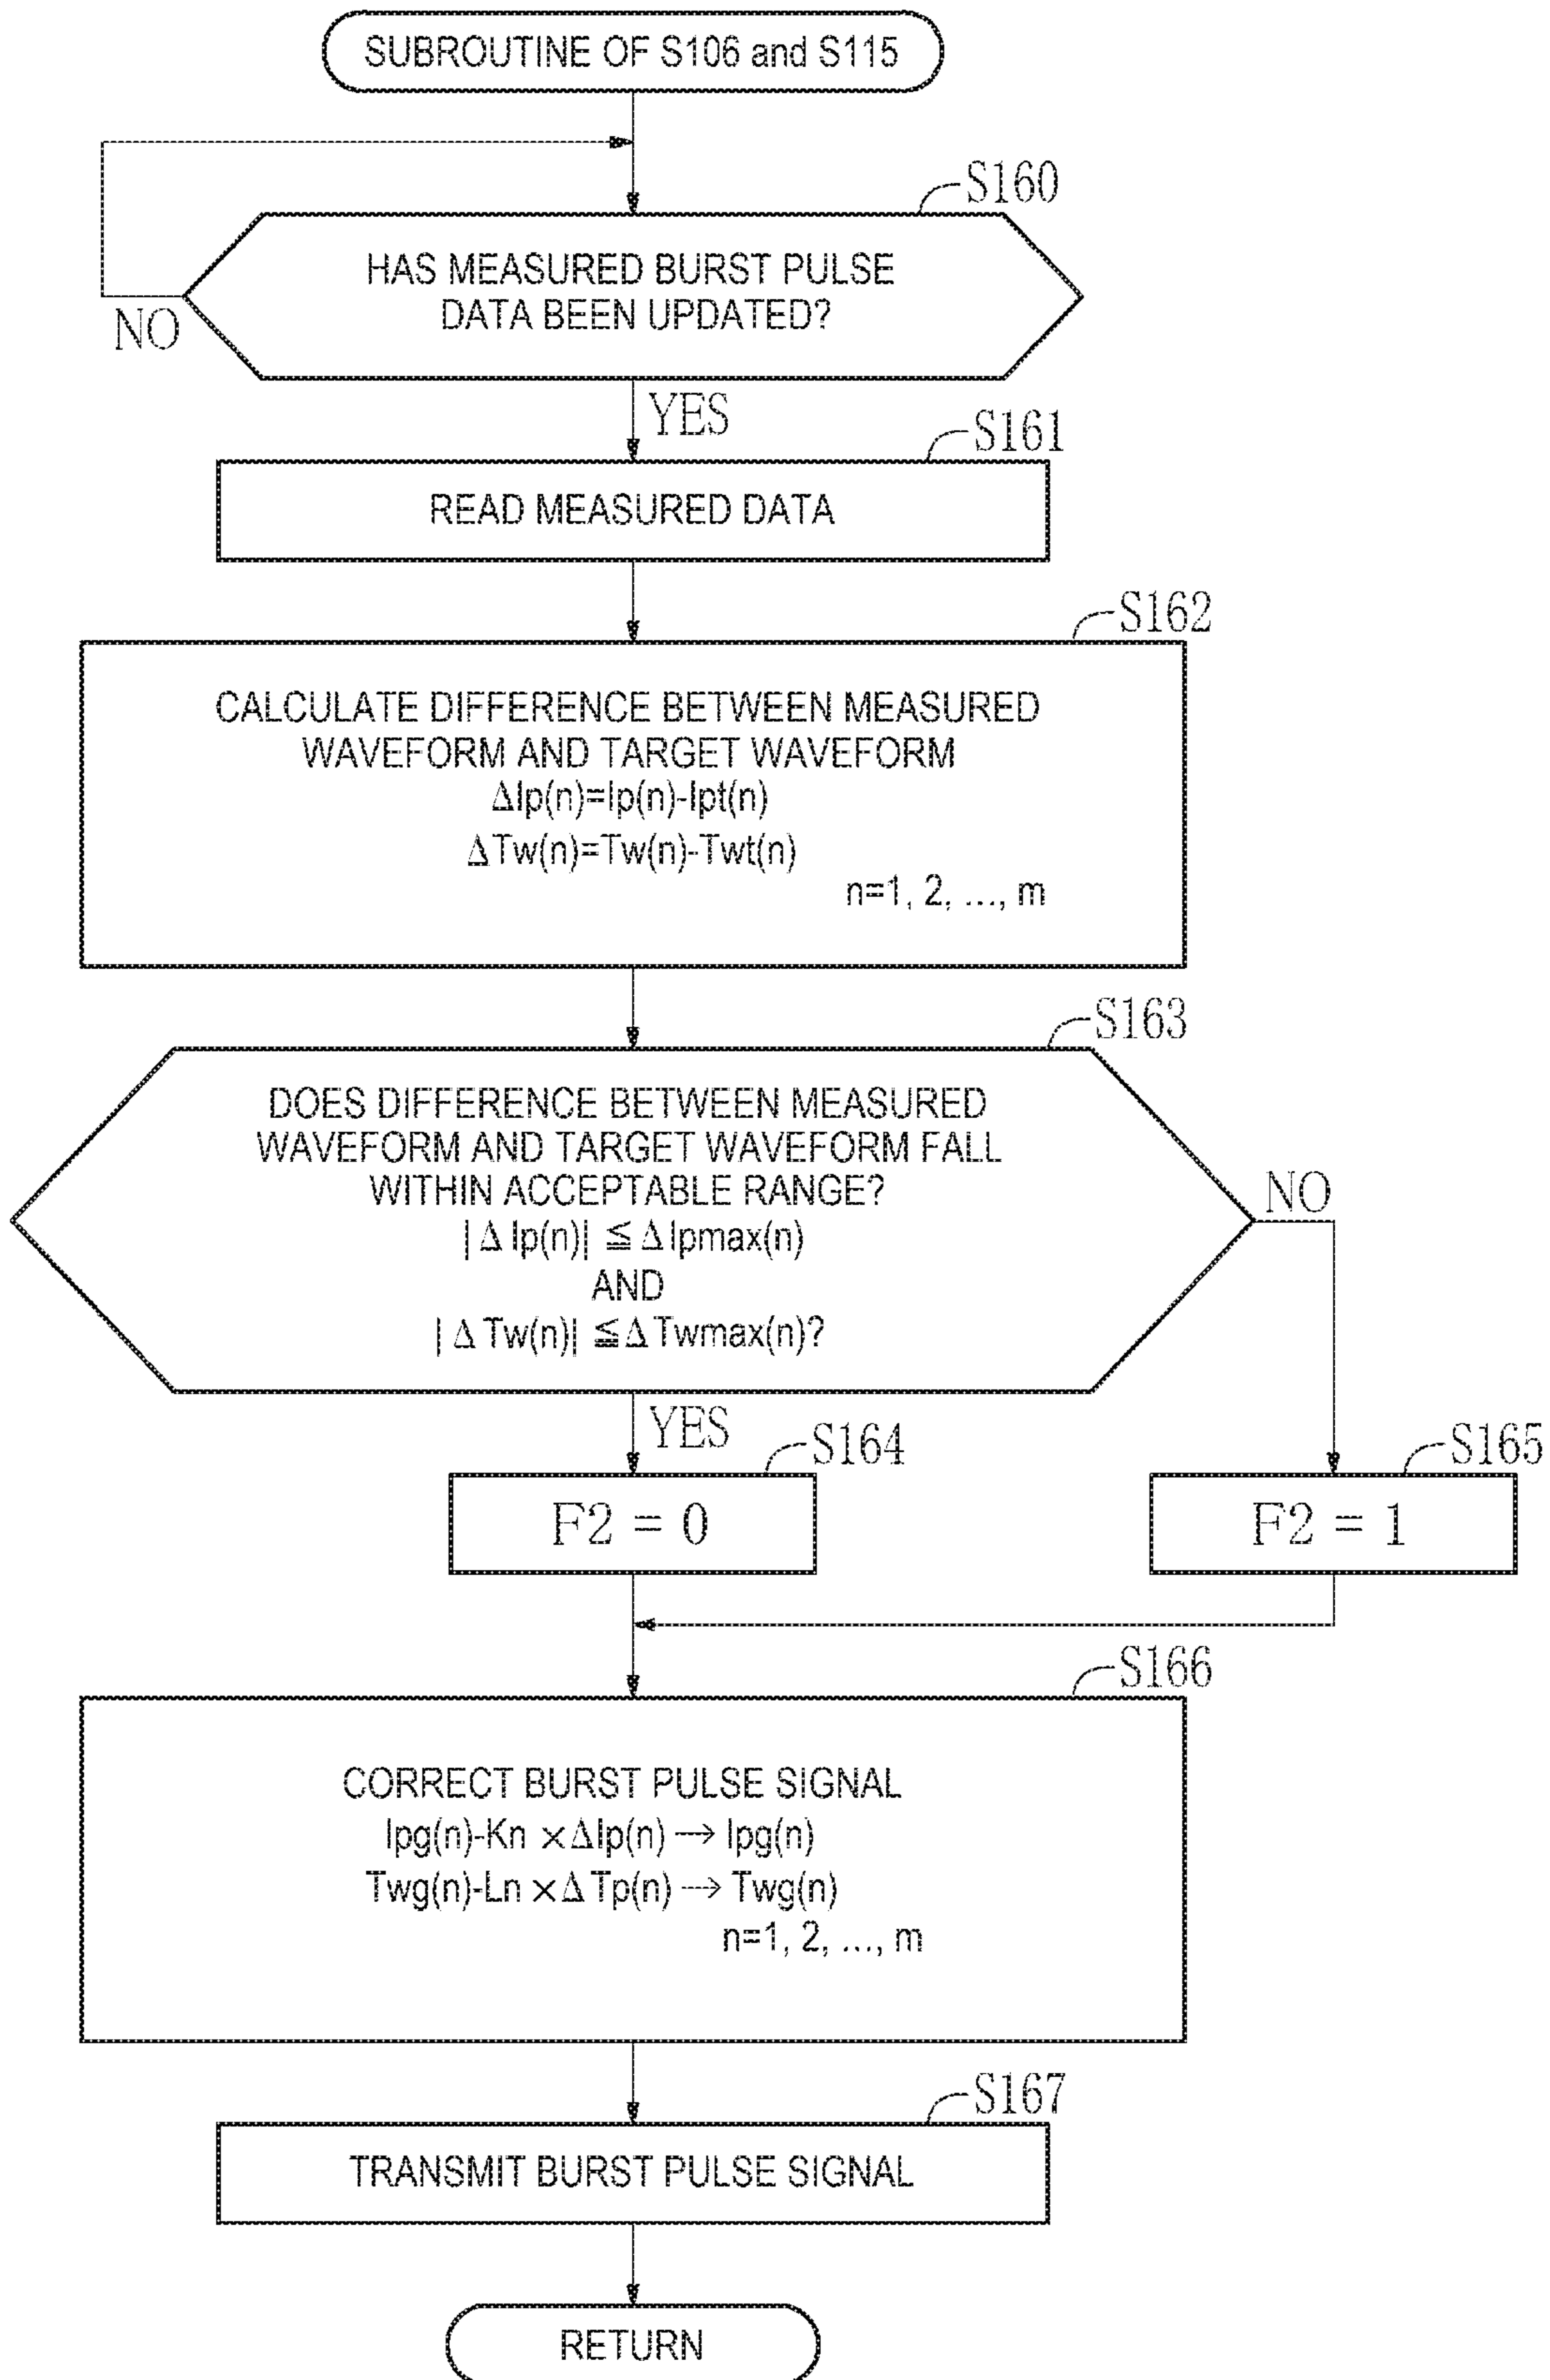 SUBROUTINE OF S106 and S115
S160
HAS MEASURED BURST PULSE
DATA BEEN UPDATED?
NO
YES
S161
READ MEASURED DATA
S162
CALCULATE DIFFERENCE BETWEEN MEASURED
WAVEFORM AND TARGET WAVEFORM
ΔIp(n)=Ip(n)-Ipt(n)
ΔTw(n)=Tw(n)-Twt(n)
n=1, 2, ..., m
S163
DOES DIFFERENCE BETWEEN MEASURED
WAVEFORM AND TARGET WAVEFORM FALL
WITHIN ACCEPTABLE RANGE?
NO
|ΔIp(n)| ≦ ΔIpmax(n)
AND
|ΔTw(n)| ≦ ΔTwmax(n)?
YES
S164
S165
F2 = 0
F2 = 1
S166
CORRECT BURST PULSE SIGNAL
Ipg(n)-Kn ×ΔIp(n) → Ipg(n)
Twg(n)-Ln ×ΔTp(n) → Twg(n)
n=1, 2, ..., m
S167
TRANSMIT BURST PULSE SIGNAL
RETURN